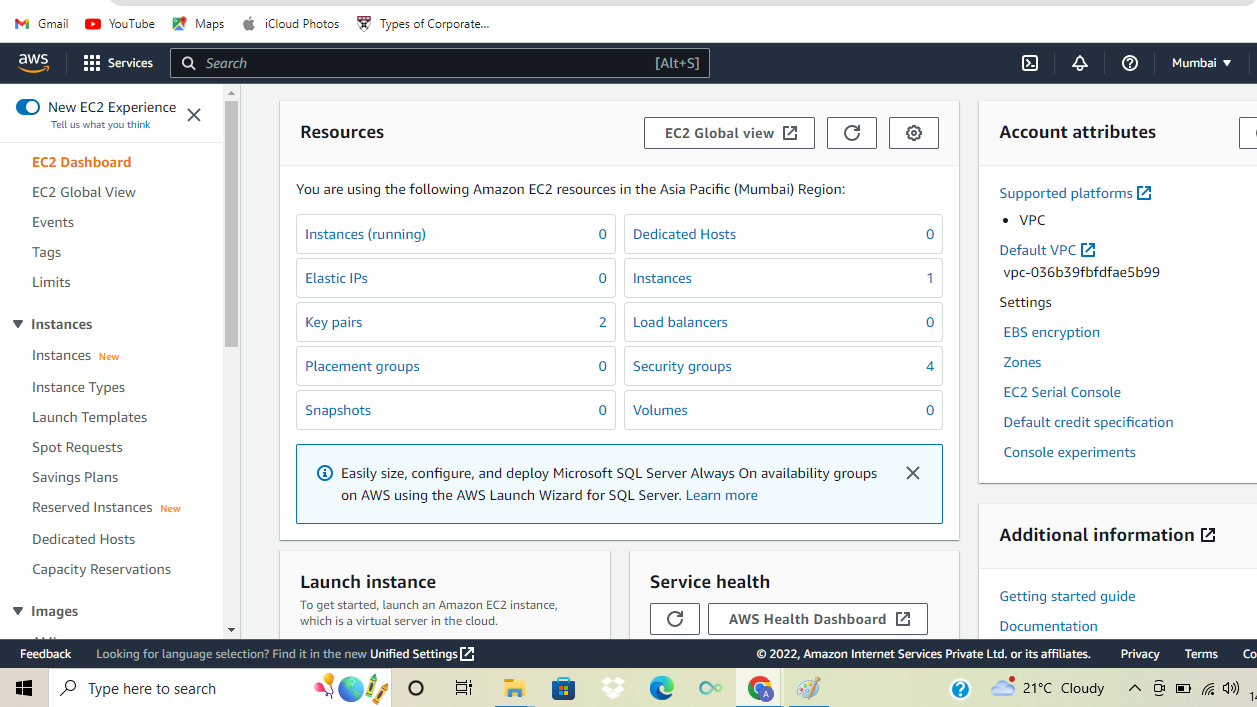 Gmail YouTube Maps iCloud Photos Types of Corporate...
aws Services Search [Alt+S] Mumbai ▼
New EC2 Experience
Tell us what you think
EC2 Dashboard
EC2 Global View
Events
Tags
Limits
Instances
Instances New
Instance Types
Launch Templates
Spot Requests
Savings Plans
Reserved Instances New
Dedicated Hosts
Capacity Reservations
Images
Resources
EC2 Global view
You are using the following Amazon EC2 resources in the Asia Pacific (Mumbai) Region:
Instances (running) 0 Dedicated Hosts 0
Elastic IPs 0 Instances 1
Key pairs 2 Load balancers 0
Placement groups 0 Security groups 4
Snapshots 0 Volumes 0
Easily size, configure, and deploy Microsoft SQL Server Always On availability groups
on AWS using the AWS Launch Wizard for SQL Server. Learn more
Launch instance
To get started, launch an Amazon EC2 instance,
which is a virtual server in the cloud.
Service health
AWS Health Dashboard
Account attributes
Supported platforms
• VPC
Default VPC
vpc-036b39fbfdfae5b99
Settings
EBS encryption
Zones
EC2 Serial Console
Default credit specification
Console experiments
Additional information
Getting started guide
Documentation
Feedback Looking for language selection? Find it in the new Unified Settings © 2022, Amazon Internet Services Private Ltd. or its affiliates. Privacy Terms Co
Type here to search 21°C Cloudy